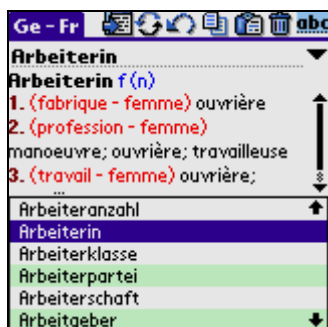 Ge - Fr abc
Arbeiterin
Arbeiterin f (n)
1. (fabrique - femme) ouvrière
2. (profession - femme)
manoeuvre; ouvrière; travailleuse
3. (travail - femme) ouvrière;
...
Arbeiteranzahl
Arbeiterin
Arbeiterklasse
Arbeiterpartei
Arbeiterschaft
Arbeitgeber